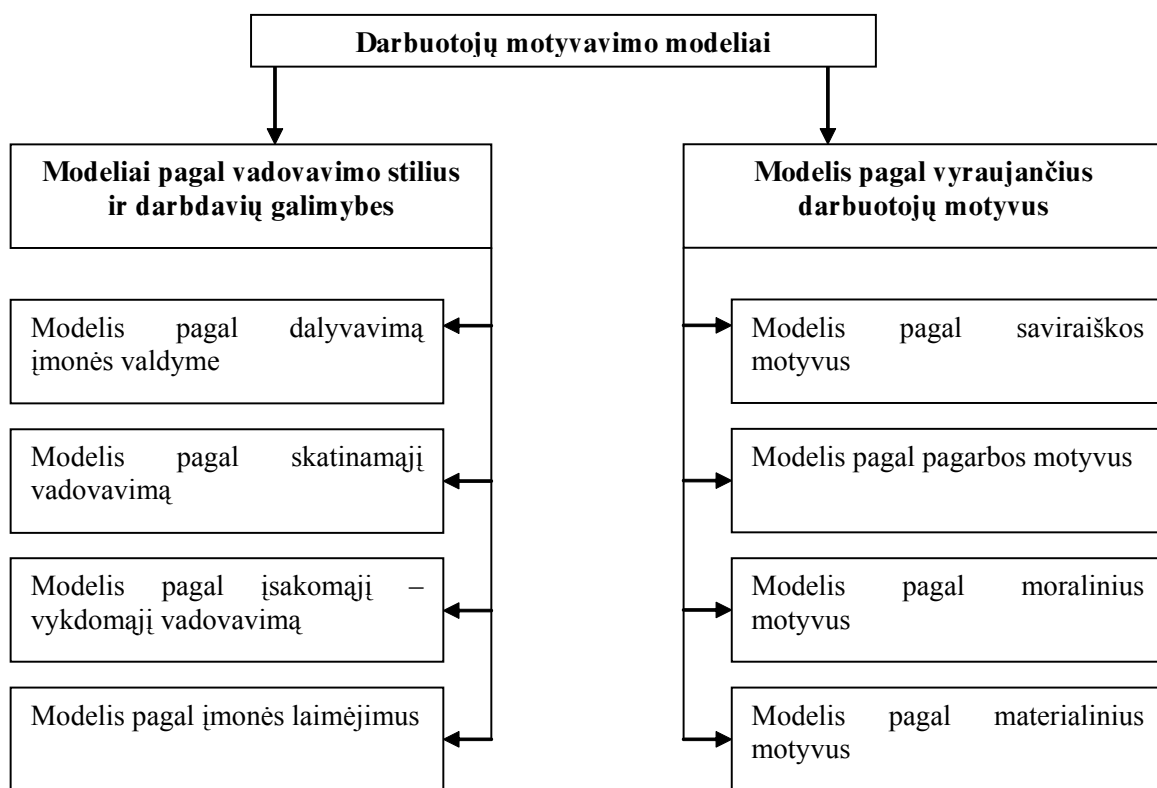 Darbuotojų motyvavimo modeliai
Modeliai pagal vadovavimo stilius
ir darbdavių galimybes
Modelis pagal dalyvavimą
įmonės valdyme
Modelis pagal skatinamąjį
vadovavimą
Modelis pagal įsakomąjį –
vykdomąjį vadovavimą
Modelis pagal įmonės laimėjimus
Modelis pagal vyraujančius
darbuotojų motyvus
Modelis pagal saviraiškos
motyvus
Modelis pagal pagarbos motyvus
Modelis pagal moralinius
motyvus
Modelis pagal materialinius
motyvus